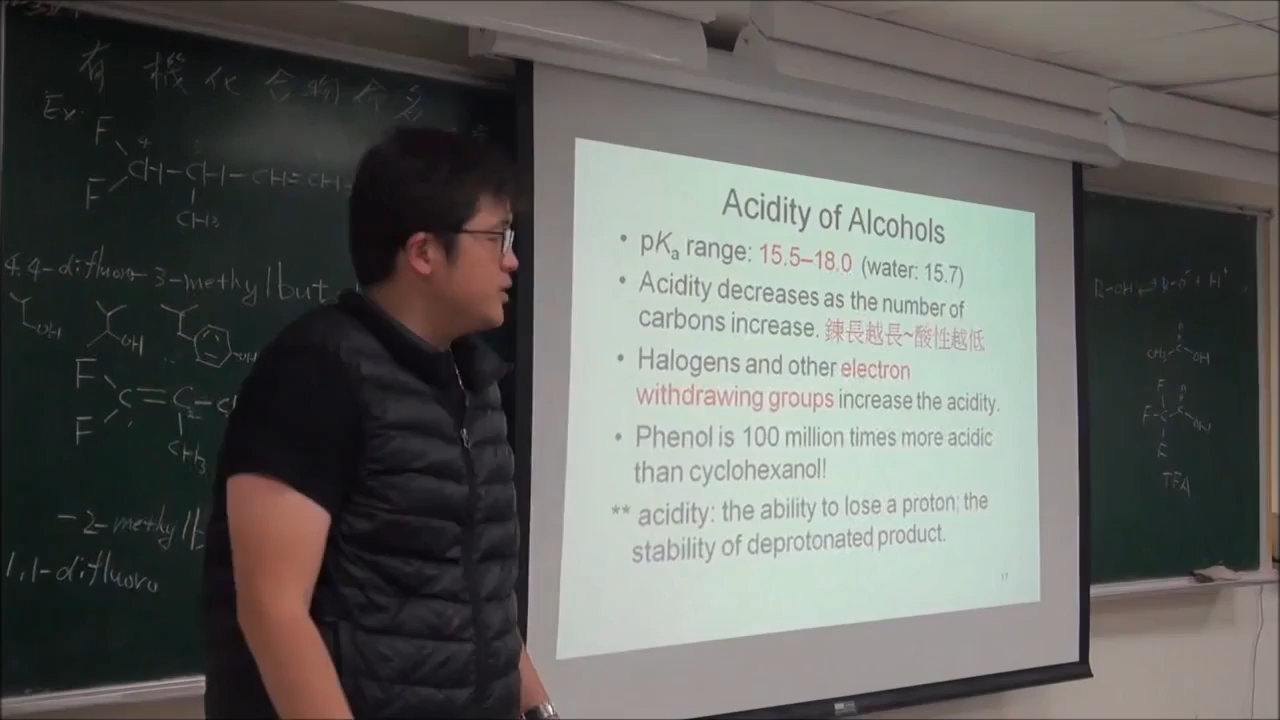 有機化合物命名
Ex:
F
CH-CH-CH=CH
F
CH3
4.4-difluoro-3-methylbut
OH
OH
OH
F
C=C-C
F
CH3
-2-methylb
1,1-difluoro
Acidity of Alcohols
• pKa range: 15.5–18.0 (water: 15.7)
• Acidity decreases as the number of
carbons increase. 鍊長越長~酸性越低
• Halogens and other electron
withdrawing groups increase the acidity.
• Phenol is 100 million times more acidic
than cyclohexanol!
** acidity: the ability to lose a proton; the
stability of deprotonated product.
17
CH3
OH
F
F
F
TFA